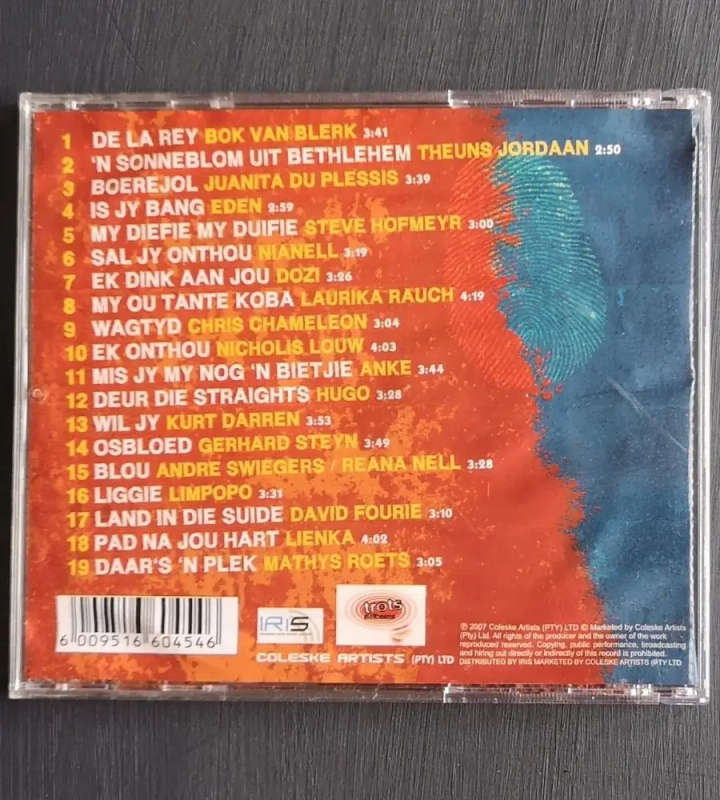 1 DE LA REY BOK VAN BLERK 3:41
2 'N SONNEBLOM UIT BETHLEHEM THEUNS JORDAAN 2:50
3 BOEREJOL JUANITA DU PLESSIS 3:39
4 IS JY BANG EDEN 2:59
5 MY DIEFIE MY DUIFIE STEVE HOFMEYR 3:00
6 SAL JY ONTHOU NIANELL 3:19
7 EK DINK AAN JOU DOZI 3:26
8 MY OU TANTE KOBA LAURIKA RAUCH 4:19
9 WAGTYD CHRIS CHAMELEON 3:04
10 EK ONTHOU NICHOLIS LOUW 4:03
11 MIS JY MY NOG 'N BIETJIE ANKE 3:44
12 DEUR DIE STRAIGHTS HUGO 3:28
13 WIL JY KURT DARREN 3:53
14 OSBLOED GERHARD STEYN 3:49
15 BLOU ANDRE SWIEGERS / REANA NELL 3:28
16 LIGGIE LIMPOPO 3:31
17 LAND IN DIE SUIDE DAVID FOURIE 3:10
18 PAD NA JOU HART LIENKA 4:02
19 DAAR'S 'N PLEK MATHYS ROETS 3:05
6 009516 604546
IRIS
trots
COLESKE ARTISTS (PTY) LTD
℗ 2007 Coleske Artists (PTY) LTD © Marketed by Coleske Artists
(Pty) Ltd. All rights of the producer and the owner of the work
reproduced reserved. Copying, public performance, broadcasting
and hiring out directly or indirectly of this record is prohibited.
DISTRIBUTED BY IRIS MARKETED BY COLESKE ARTISTS (PTY LTD